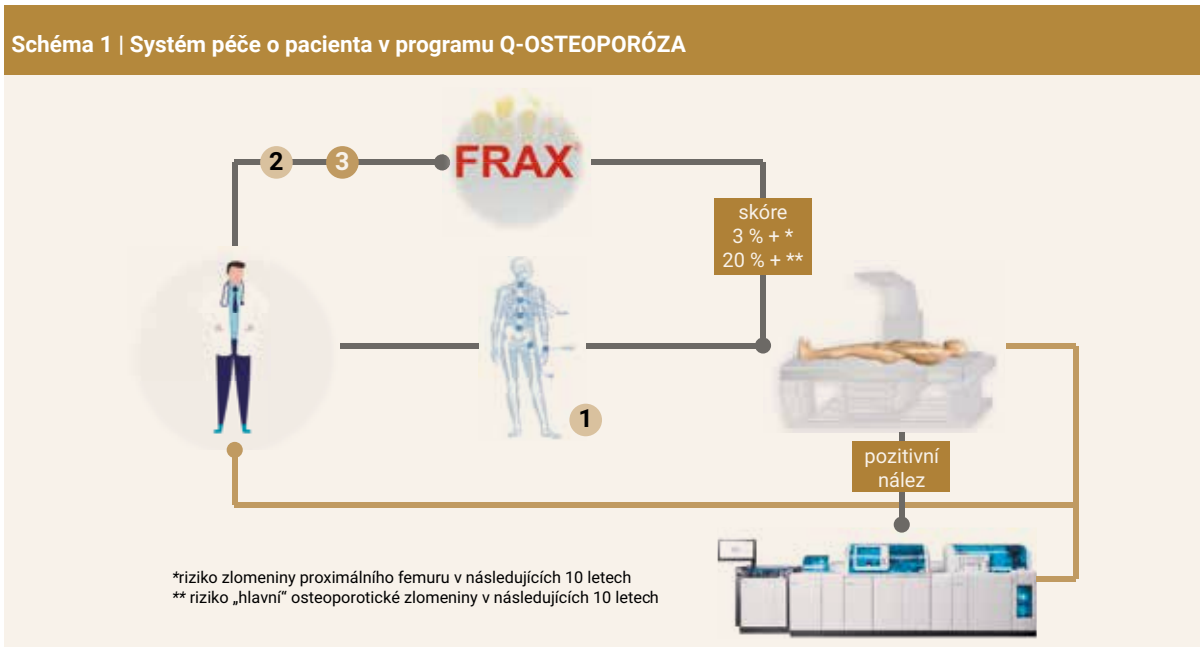 Schéma 1 | Systém péče o pacienta v programu Q-OSTEOPORÓZA
2
3
FRAX
skóre
3 % + *
20 % + **
1
pozitivní
nález
*riziko zlomeniny proximálního femuru v následujících 10 letech
** riziko „hlavní“ osteoporotické zlomeniny v následujících 10 letech